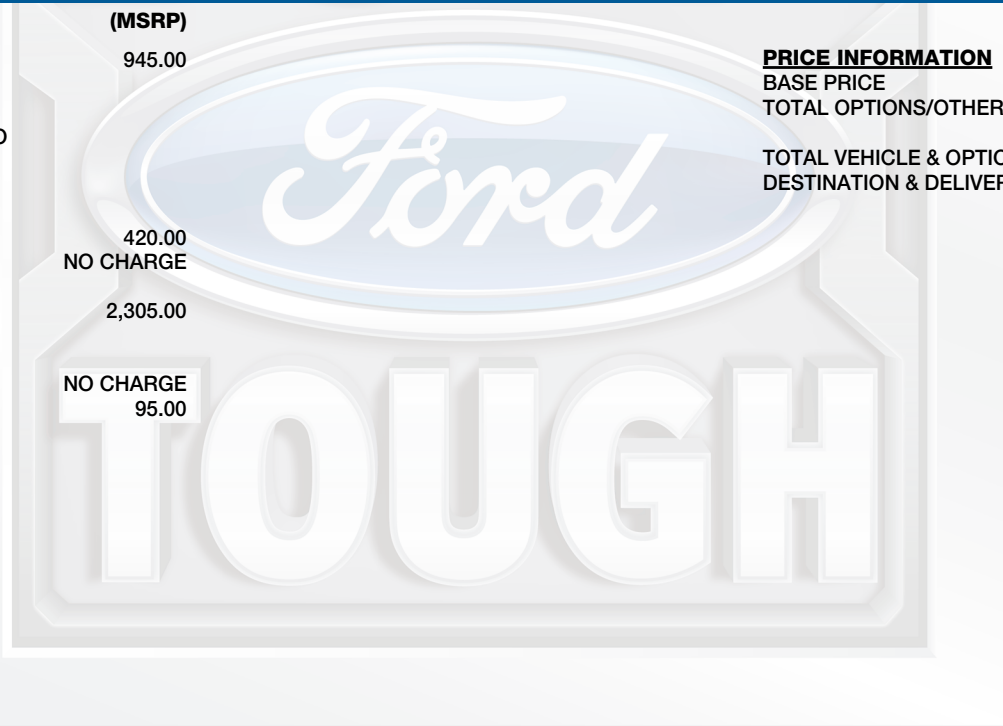 (MSRP)
945.00
420.00
NO CHARGE
2,305.00
NO CHARGE
95.00
PRICE INFORMATION
BASE PRICE
TOTAL OPTIONS/OTHER
TOTAL VEHICLE & OPTIO
DESTINATION & DELIVER
Ford
TOUGH